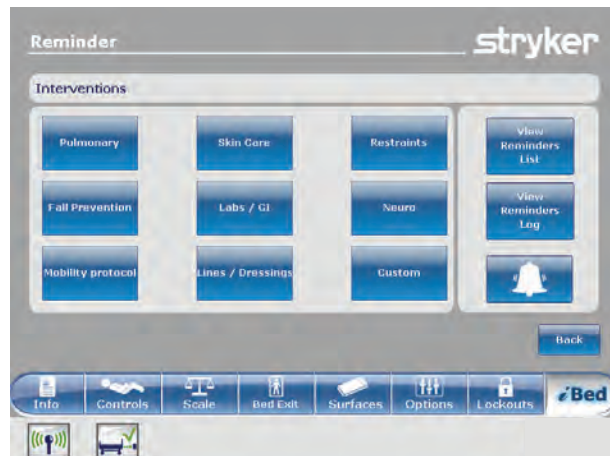 Reminder
stryker
Interventions
Pulmonary
Skin Care
Restraints
View
Reminders
List
Fall Prevention
Labs / GI
Neuro
View
Reminders
Log
Mobility protocol
Lines / Dressings
Custom
Back
Info
Controls
Scale
Bed Exit
Surfaces
Options
Lockouts
iBed